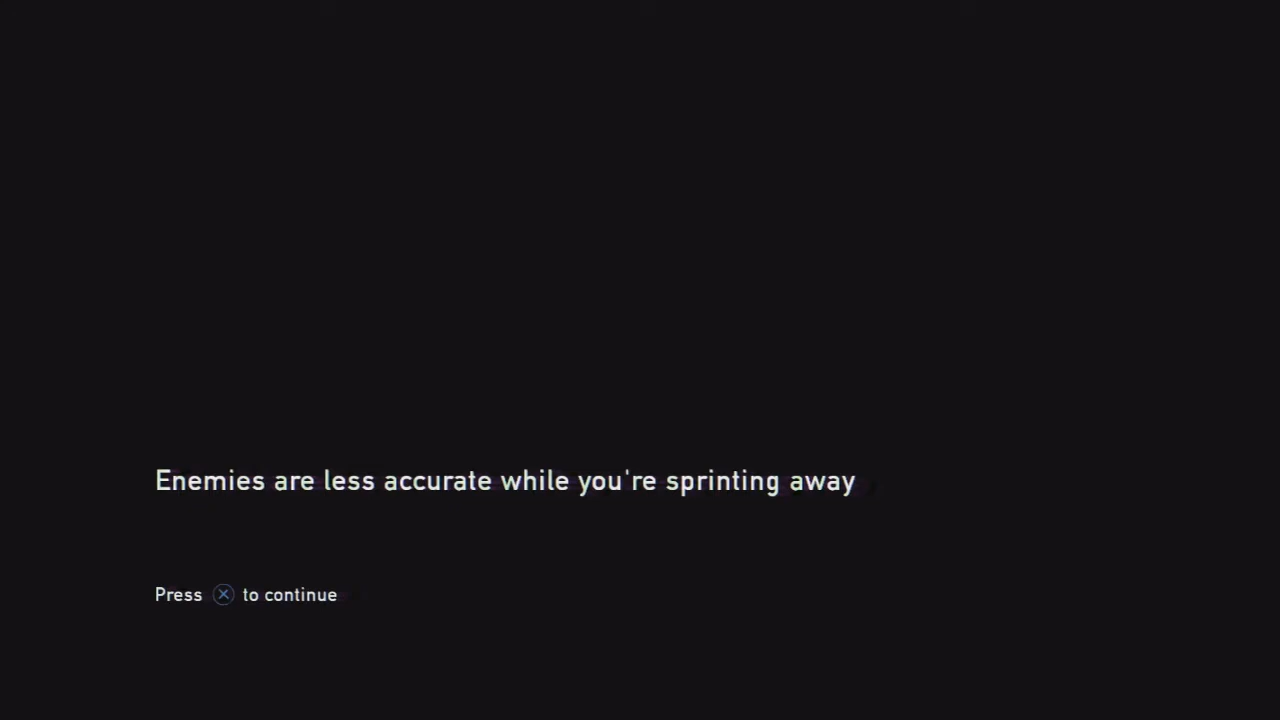 Enemies are less accurate while you're sprinting away
Press ⓧ to continue